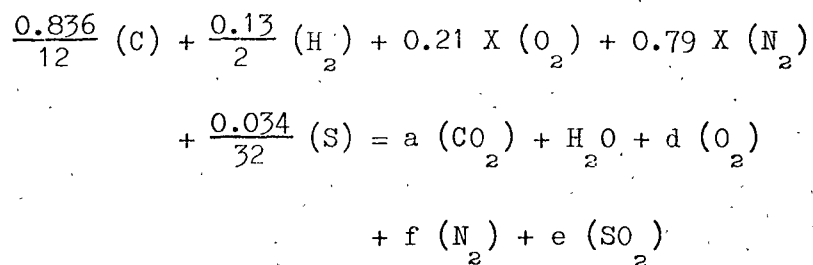 0.836/12 (C) + 0.13/2 (H₂) + 0.21 X (O₂) + 0.79 X (N₂)
+ 0.034/32 (S) = a (CO₂) + H₂O + d (O₂)
+ f (N₂) + e (SO₂)